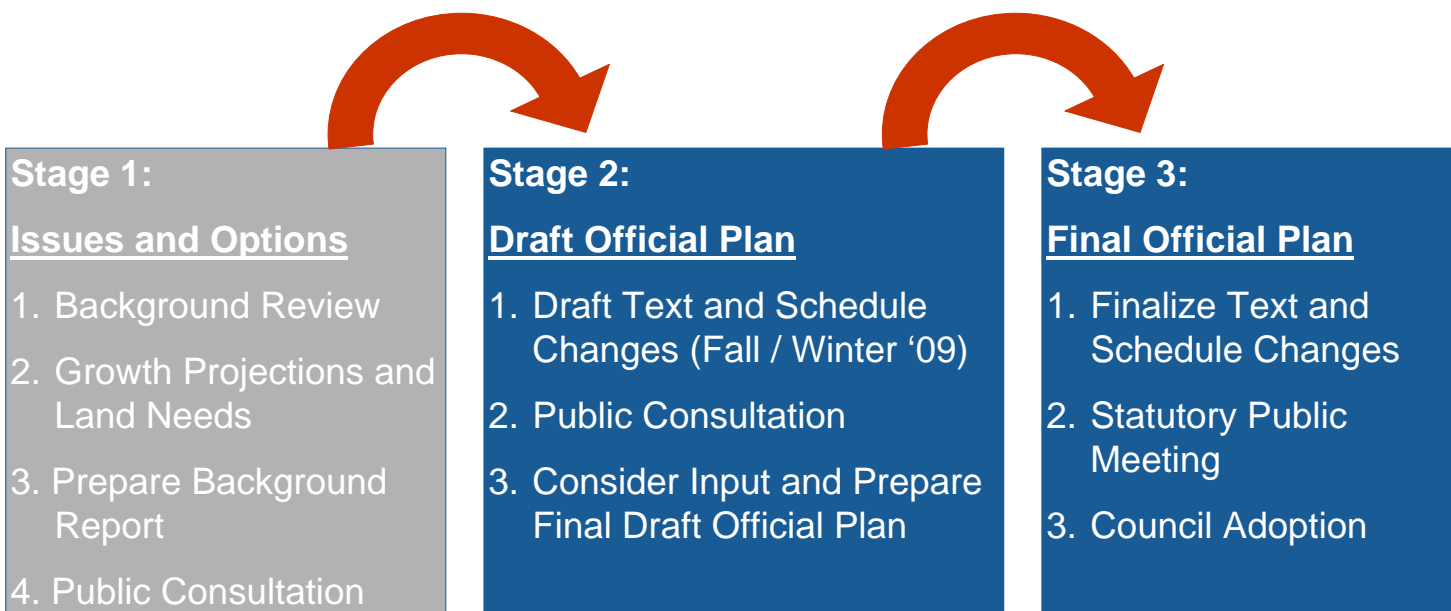 Stage 1:
Issues and Options
1. Background Review
2. Growth Projections and
Land Needs
3. Prepare Background
Report
4. Public Consultation
Stage 2:
Draft Official Plan
1. Draft Text and Schedule
Changes (Fall / Winter ‘09)
2. Public Consultation
3. Consider Input and Prepare
Final Draft Official Plan
Stage 3:
Final Official Plan
1. Finalize Text and
Schedule Changes
2. Statutory Public
Meeting
3. Council Adoption